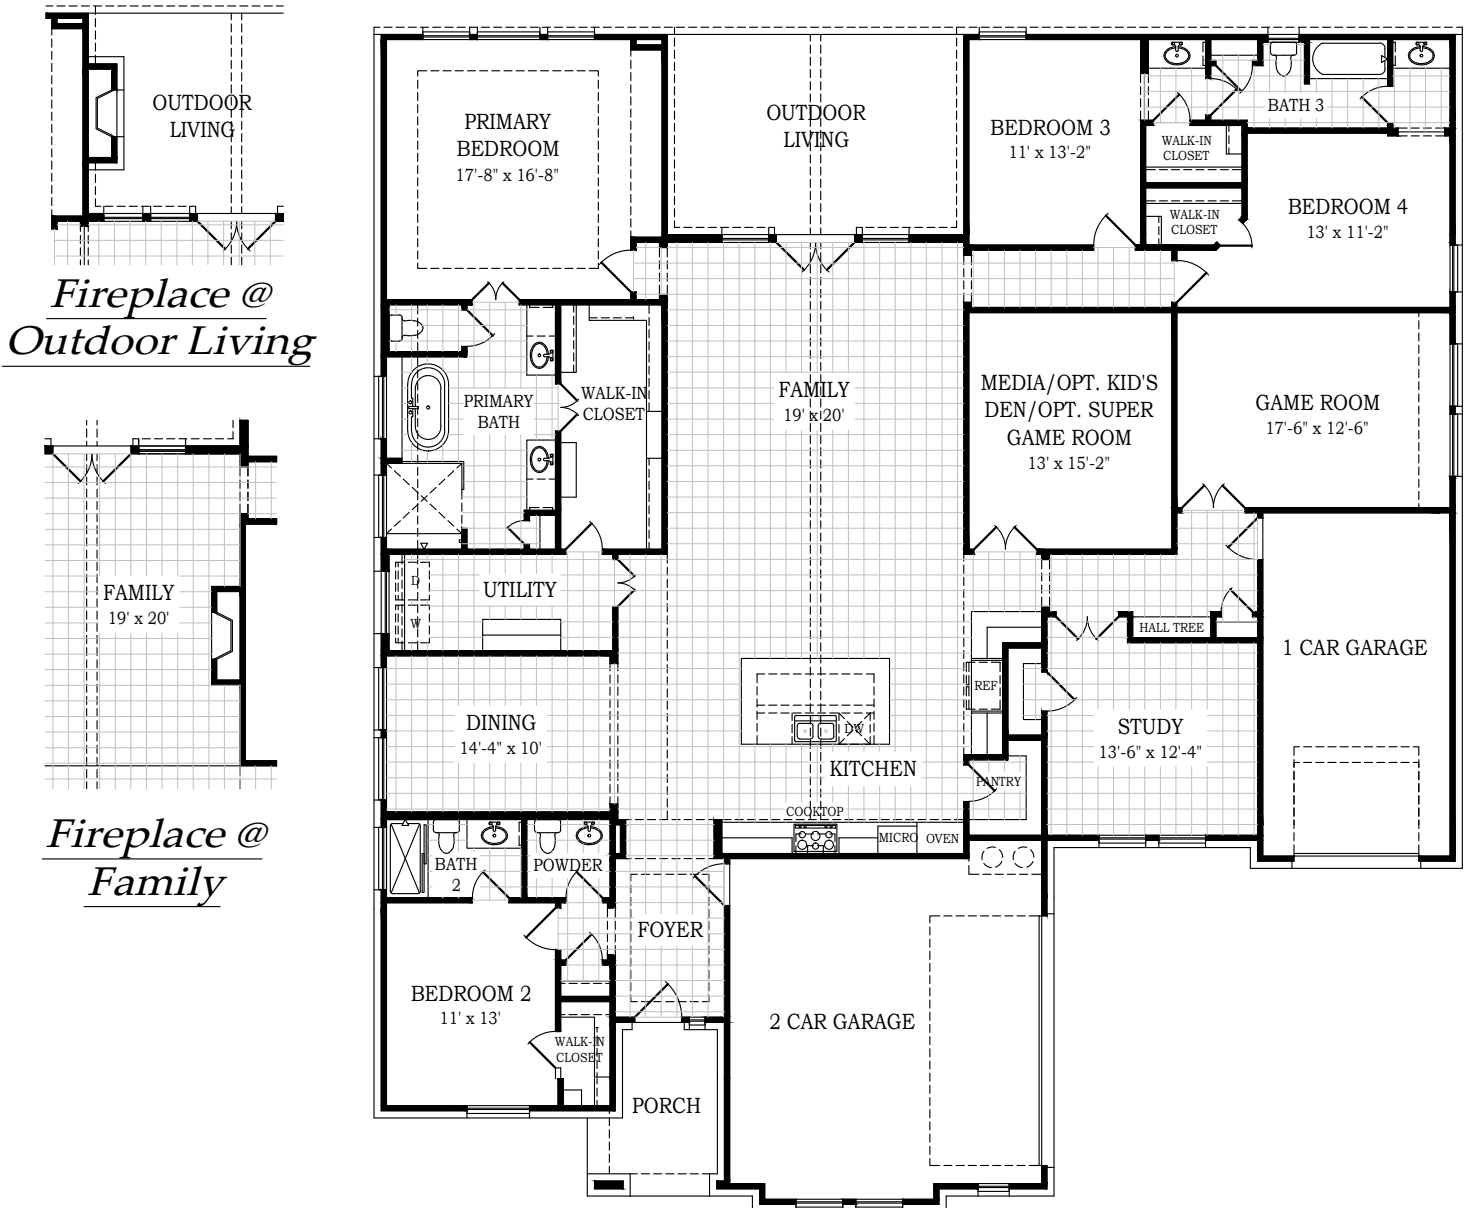 OUTDOOR
LIVING
Fireplace @
Outdoor Living
FAMILY
19' x 20'
Fireplace @
Family
PRIMARY
BEDROOM
17'-8" x 16'-8"
OUTDOOR
LIVING
BEDROOM 3
11' x 13'-2"
BATH 3
WALK-IN
CLOSET
WALK-IN
CLOSET
BEDROOM 4
13' x 11'-2"
PRIMARY
BATH
WALK-IN
CLOSET
FAMILY
19' x 20'
MEDIA/OPT. KID'S
DEN/OPT. SUPER
GAME ROOM
13' x 15'-2"
GAME ROOM
17'-6" x 12'-6"
D
W
UTILITY
HALL TREE
1 CAR GARAGE
REF
DINING
14'-4" x 10'
DW
KITCHEN
PANTRY
STUDY
13'-6" x 12'-4"
COOKTOP
MICRO
OVEN
BATH
2
POWDER
FOYER
BEDROOM 2
11' x 13'
WALK-IN
CLOSET
2 CAR GARAGE
PORCH